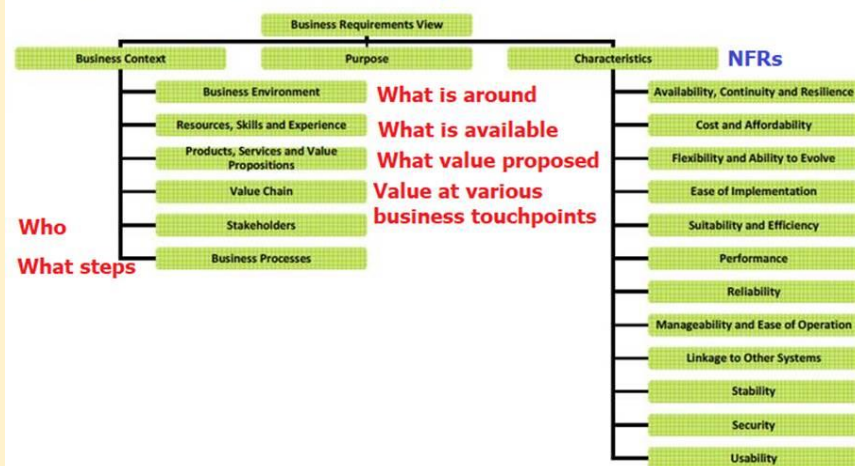 Business Requirements View
Business Context
Purpose
Characteristics
NFRs
Business Environment
What is around
Availability, Continuity and Resilience
Resources, Skills and Experience
What is available
Cost and Affordability
Products, Services and Value
Propositions
What value proposed
Flexibility and Ability to Evolve
Value Chain
Value at various
business touchpoints
Ease of Implementation
Who
Stakeholders
Suitability and Efficiency
What steps
Business Processes
Performance
Reliability
Manageability and Ease of Operation
Linkage to Other Systems
Stability
Security
Usability